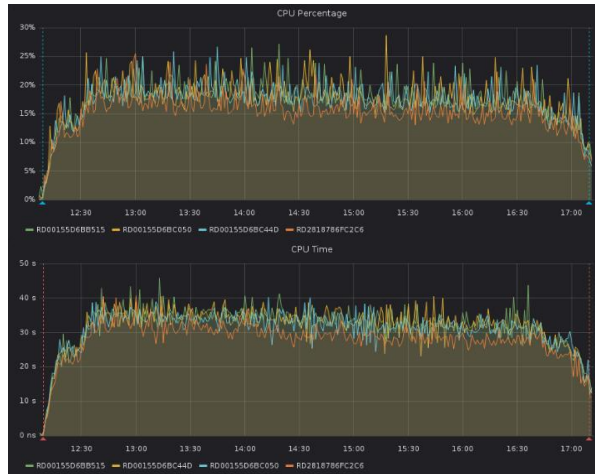 CPU Percentage
30%
25%
20%
15%
10%
5%
0%
12:30 13:00 13:30 14:00 14:30 15:00 15:30 16:00 16:30 17:00
RD00155D6BB515 RD00155D6BC050 RD00155D6BC44D RD2818786FC2C6
CPU Time
50 s
40 s
30 s
20 s
10 s
0 ns
12:30 13:00 13:30 14:00 14:30 15:00 15:30 16:00 16:30 17:00
RD00155D6BB515 RD00155D6BC44D RD00155D6BC050 RD2818786FC2C6